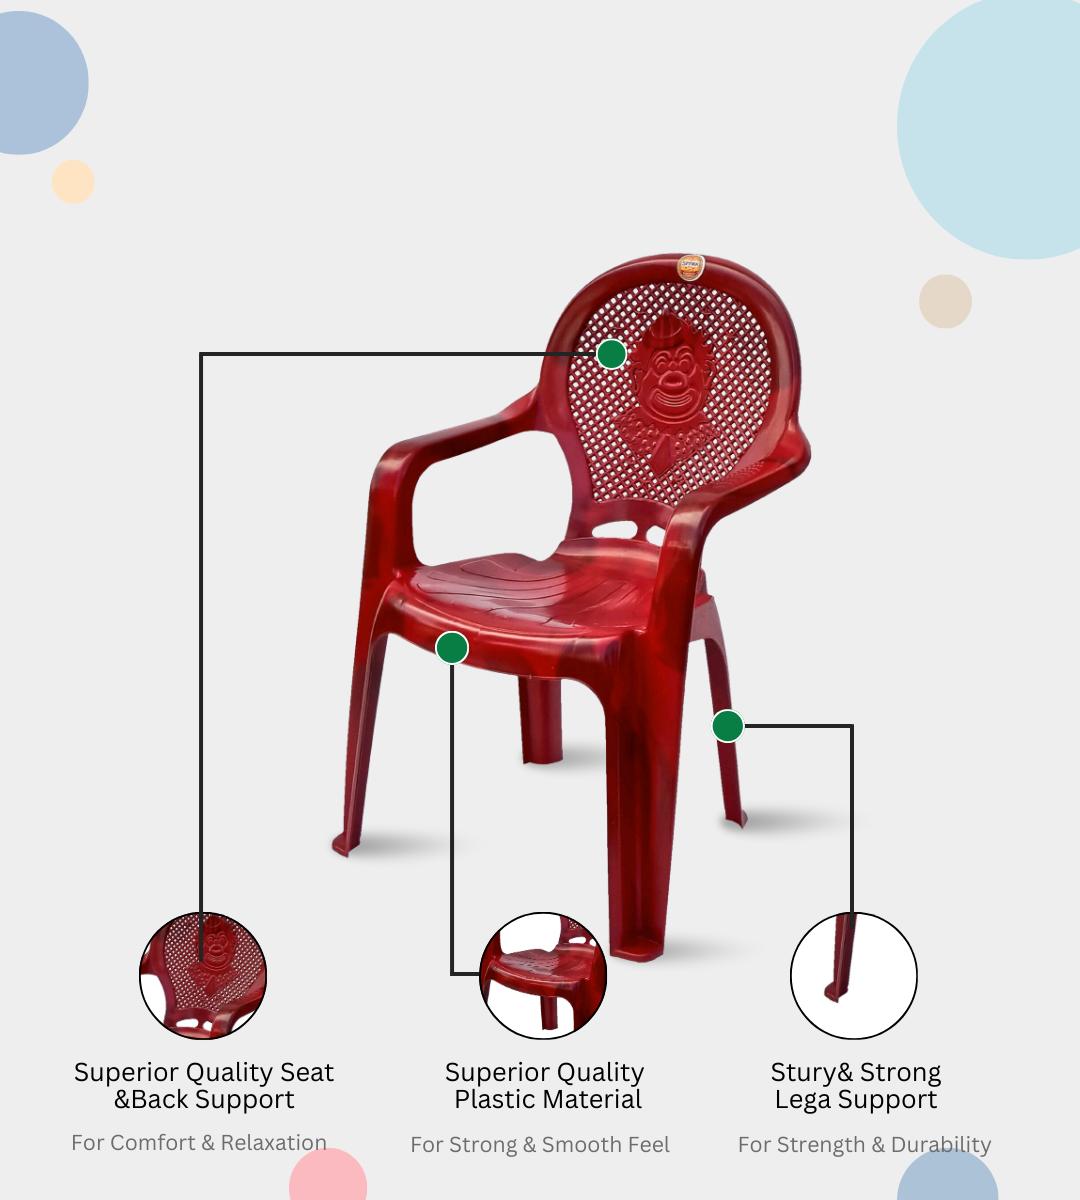 Superior Quality Seat
&Back Support
For Comfort & Relaxation
Superior Quality
Plastic Material
For Strong & Smooth Feel
Stury& Strong
Lega Support
For Strength & Durability